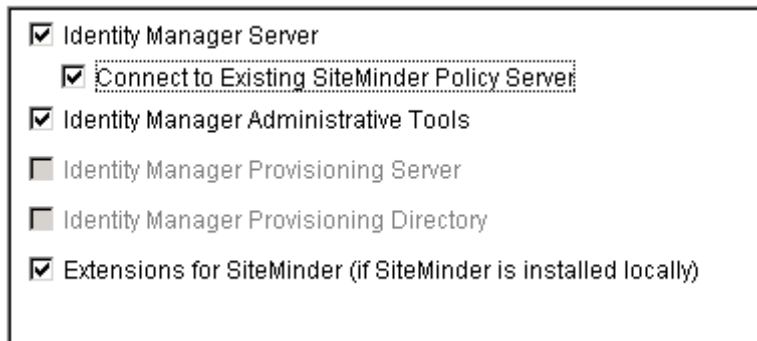 Identity Manager Server
Connect to Existing SiteMinder Policy Server
Identity Manager Administrative Tools
Identity Manager Provisioning Server
Identity Manager Provisioning Directory
Extensions for SiteMinder (if SiteMinder is installed locally)